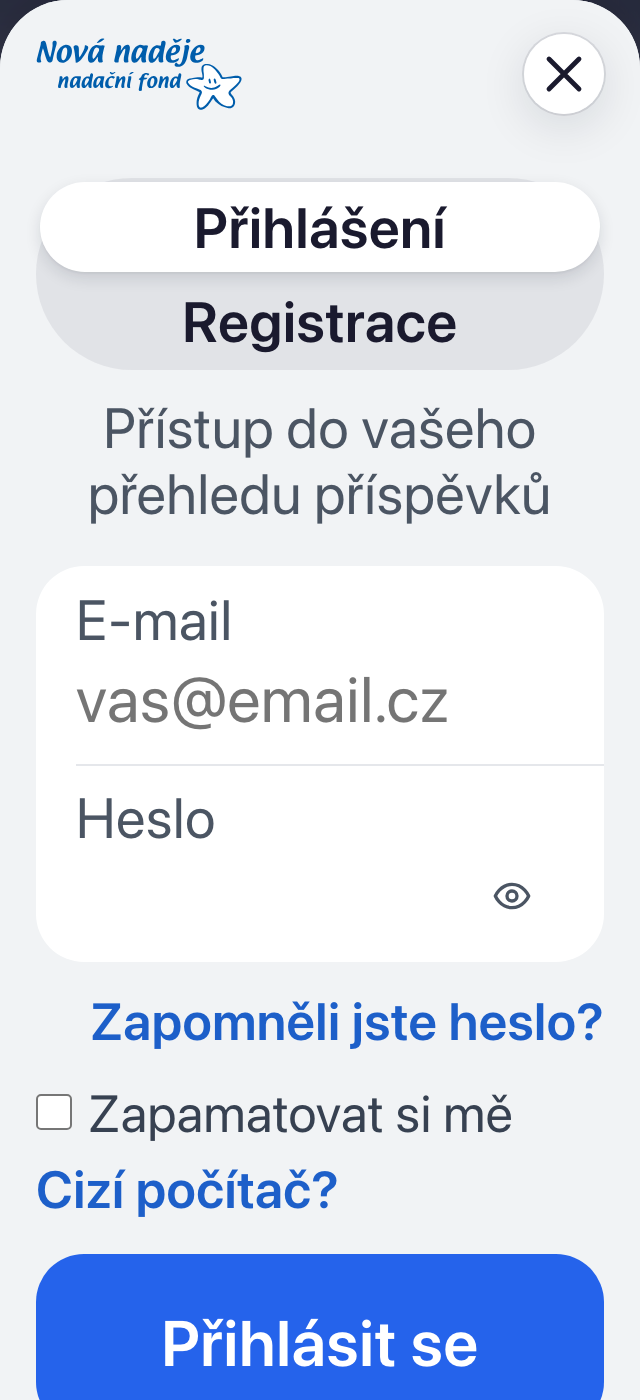 Nová naděje
nadační fond
Přihlášení
Registrace
Přístup do vašeho
přehledu příspěvků
E-mail
vas@email.cz
Heslo
Zapomněli jste heslo?
Zapamatovat si mě
Cizí počítač?
Přihlásit se